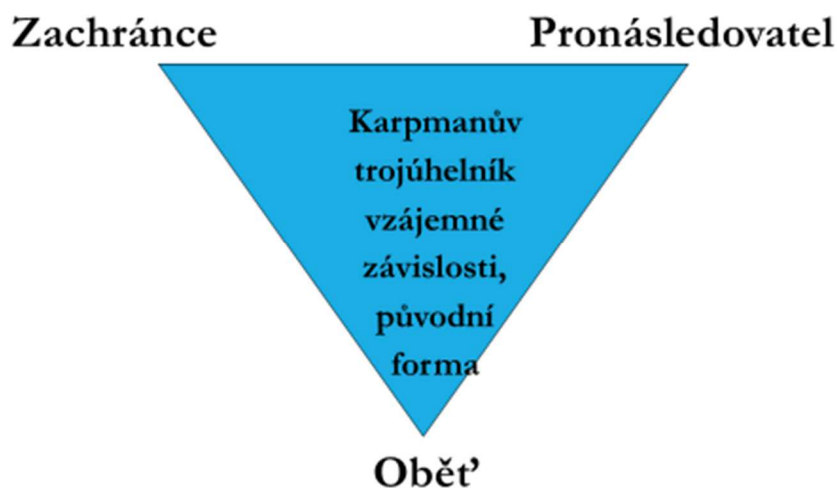 Zachránce Pronásledovatel
Karpmanův
trojúhelník
vzájemné
závislosti,
původní
forma
Oběť